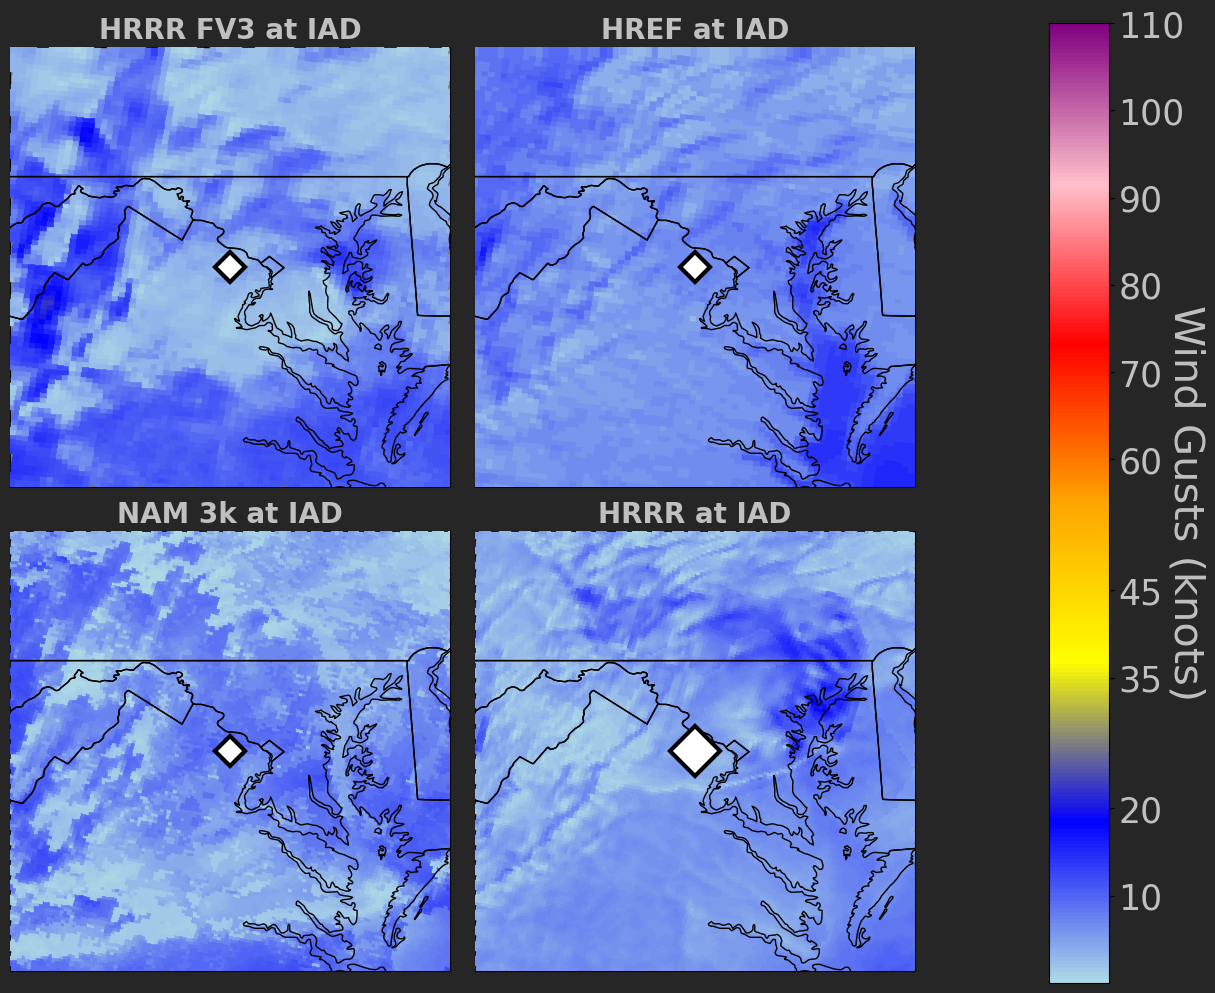 HRRR FV3 at IAD
HREF at IAD
NAM 3k at IAD
HRRR at IAD
110
100
90
80
70
60
45
35
20
10
Wind Gusts (knots)